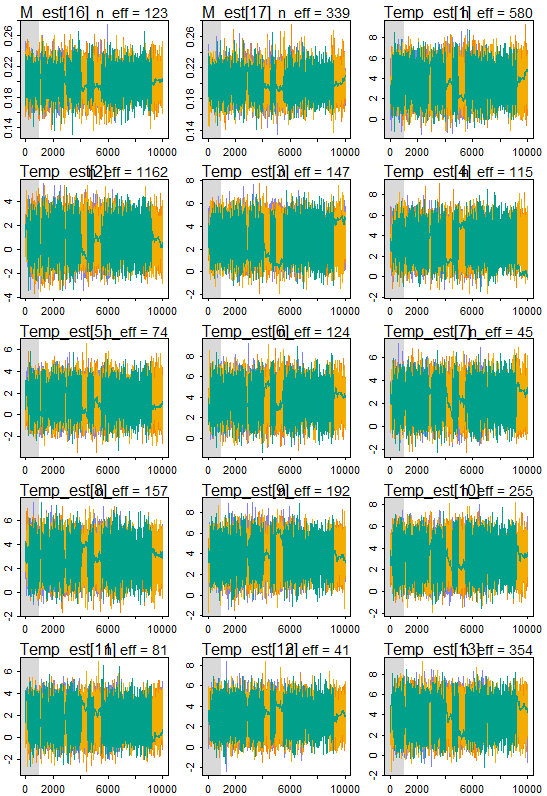 M_est[16] n_eff = 123
M_est[17] n_eff = 339
Temp_est[1] n_eff = 580
0.14 0.18 0.22 0.26
0 2000 6000 10000
0.14 0.18 0.22 0.26
0 2000 6000 10000
0 2 4 6 8
0 2000 6000 10000
Temp_est[2] n_eff = 1162
Temp_est[3] n_eff = 147
Temp_est[4] n_eff = 115
-4 -2 0 2 4
0 2000 6000 10000
-2 0 2 4 6 8
0 2000 6000 10000
-2 0 2 4 6 8
0 2000 6000 10000
Temp_est[5] n_eff = 74
Temp_est[6] n_eff = 124
Temp_est[7] n_eff = 45
-2 0 2 4 6
0 2000 6000 10000
0 2 4 6 8
0 2000 6000 10000
-2 0 2 4 6
0 2000 6000 10000
Temp_est[8] n_eff = 157
Temp_est[9] n_eff = 192
Temp_est[10] n_eff = 255
-2 0 2 4 6
0 2000 6000 10000
-2 0 2 4 6 8
0 2000 6000 10000
-2 0 2 4 6 8
0 2000 6000 10000
Temp_est[11] n_eff = 81
Temp_est[12] n_eff = 41
Temp_est[13] n_eff = 354
-2 0 2 4 6
0 2000 6000 10000
-2 0 2 4 6 8
0 2000 6000 10000
-2 0 2 4 6 8
0 2000 6000 10000